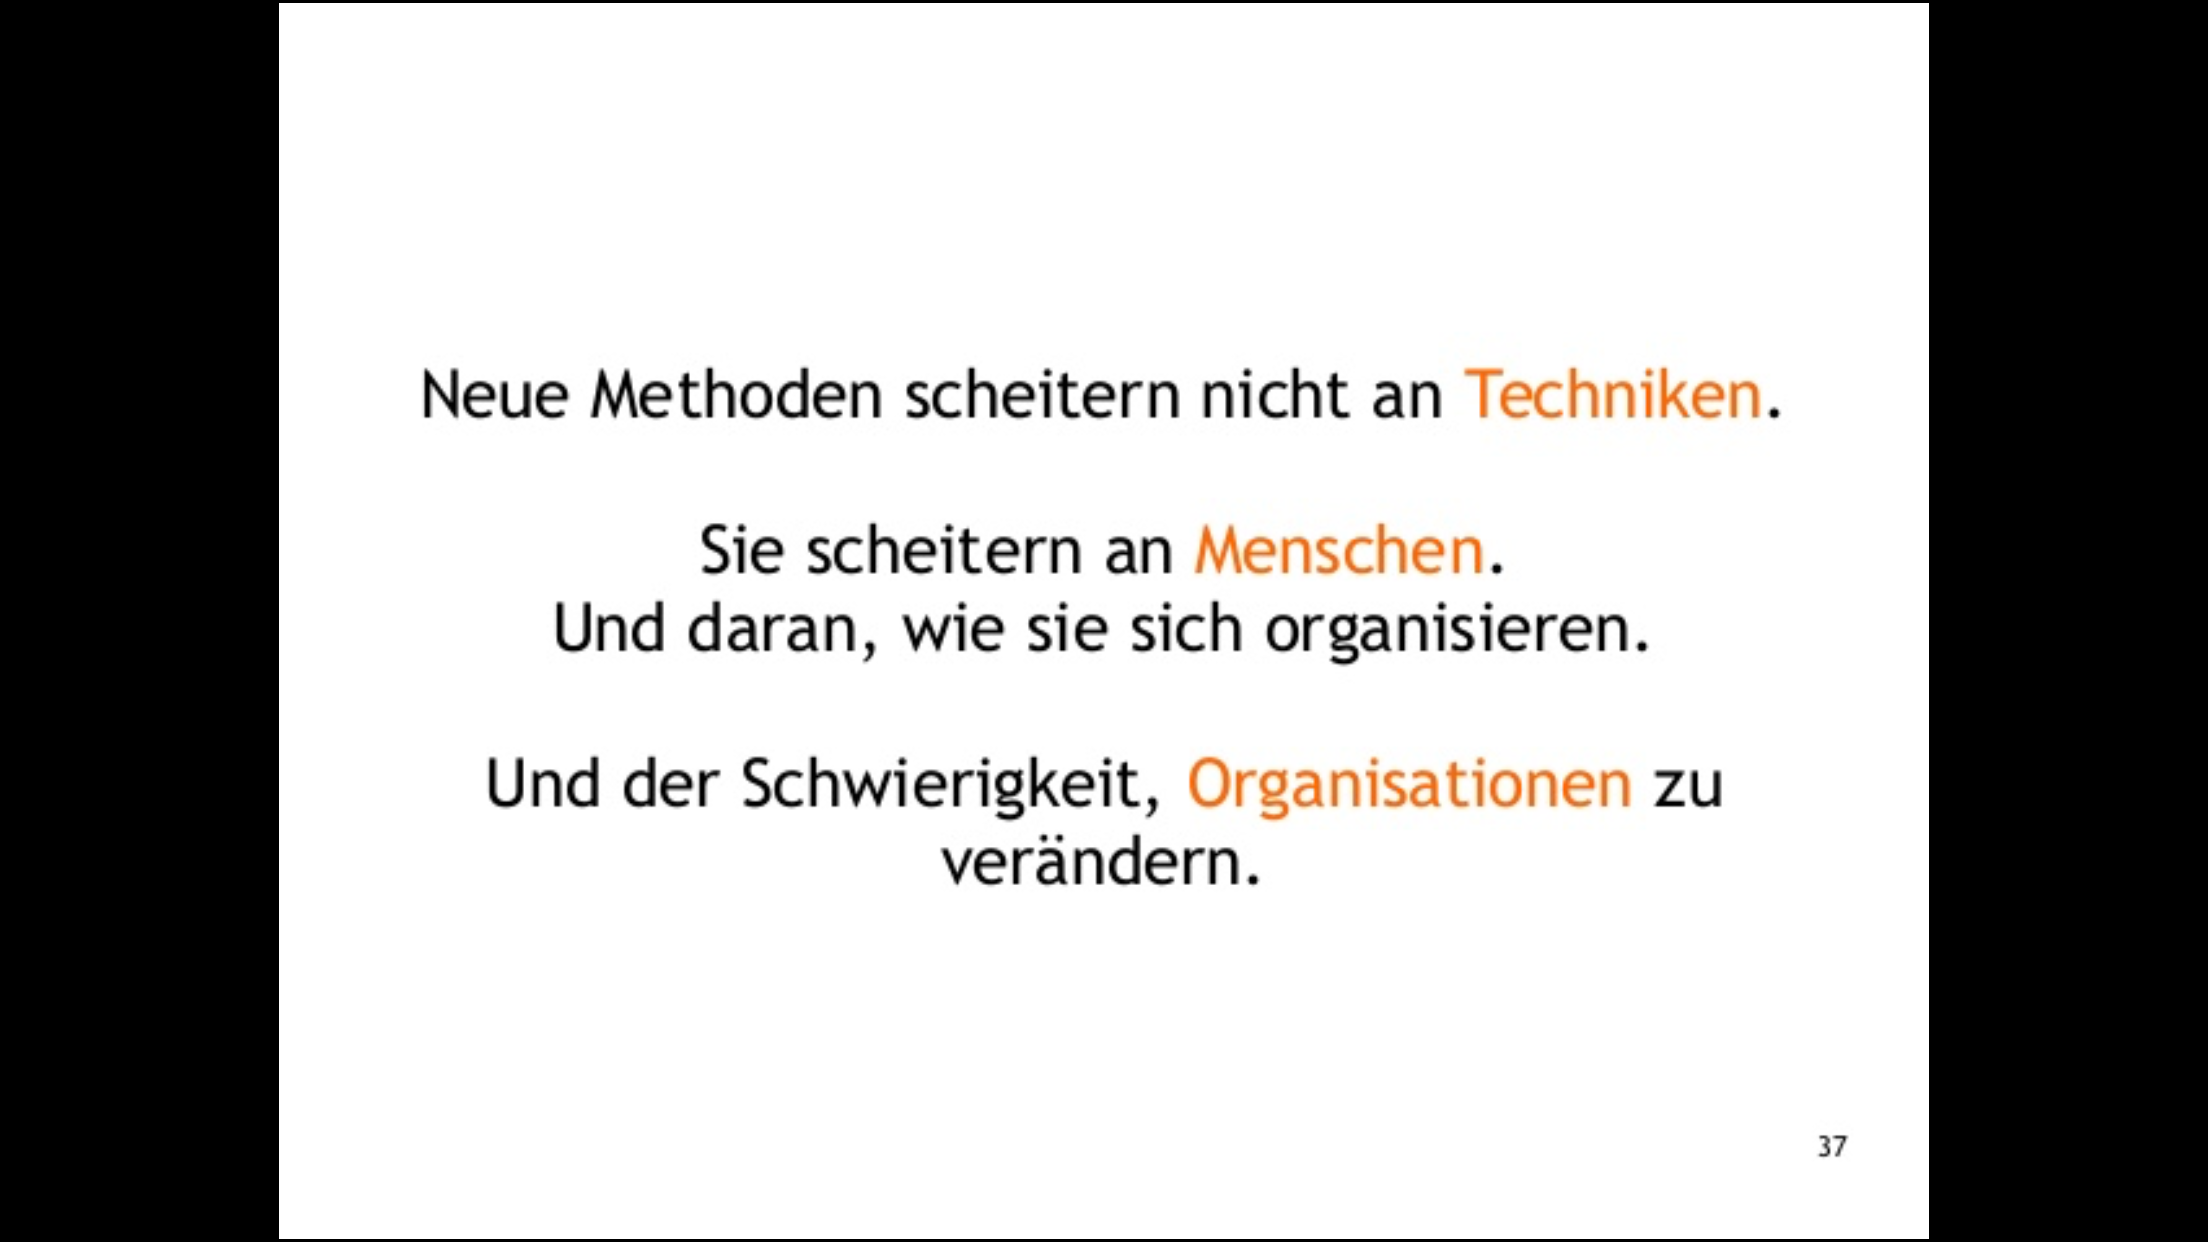 Neue Methoden scheitern nicht an Techniken.
Sie scheitern an Menschen.
Und daran, wie sie sich organisieren.
Und der Schwierigkeit, Organisationen zu
verändern.
37